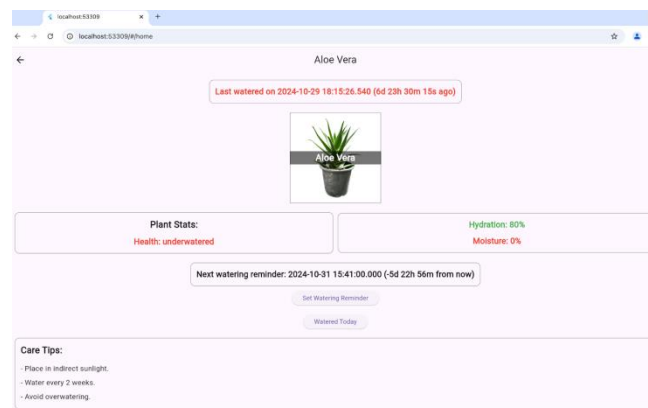 localhost:53309
localhost:53309/#/home
Aloe Vera
Last watered on 2024-10-29 18:15:26.540 (6d 23h 30m 15s ago)
Aloe Vera
Plant Stats:
Health: underwatered
Hydration: 80%
Moisture: 0%
Next watering reminder: 2024-10-31 15:41:00.000 (-5d 22h 56m from now)
Set Watering Reminder
Watered Today
Care Tips:
- Place in indirect sunlight.
- Water every 2 weeks.
- Avoid overwatering.